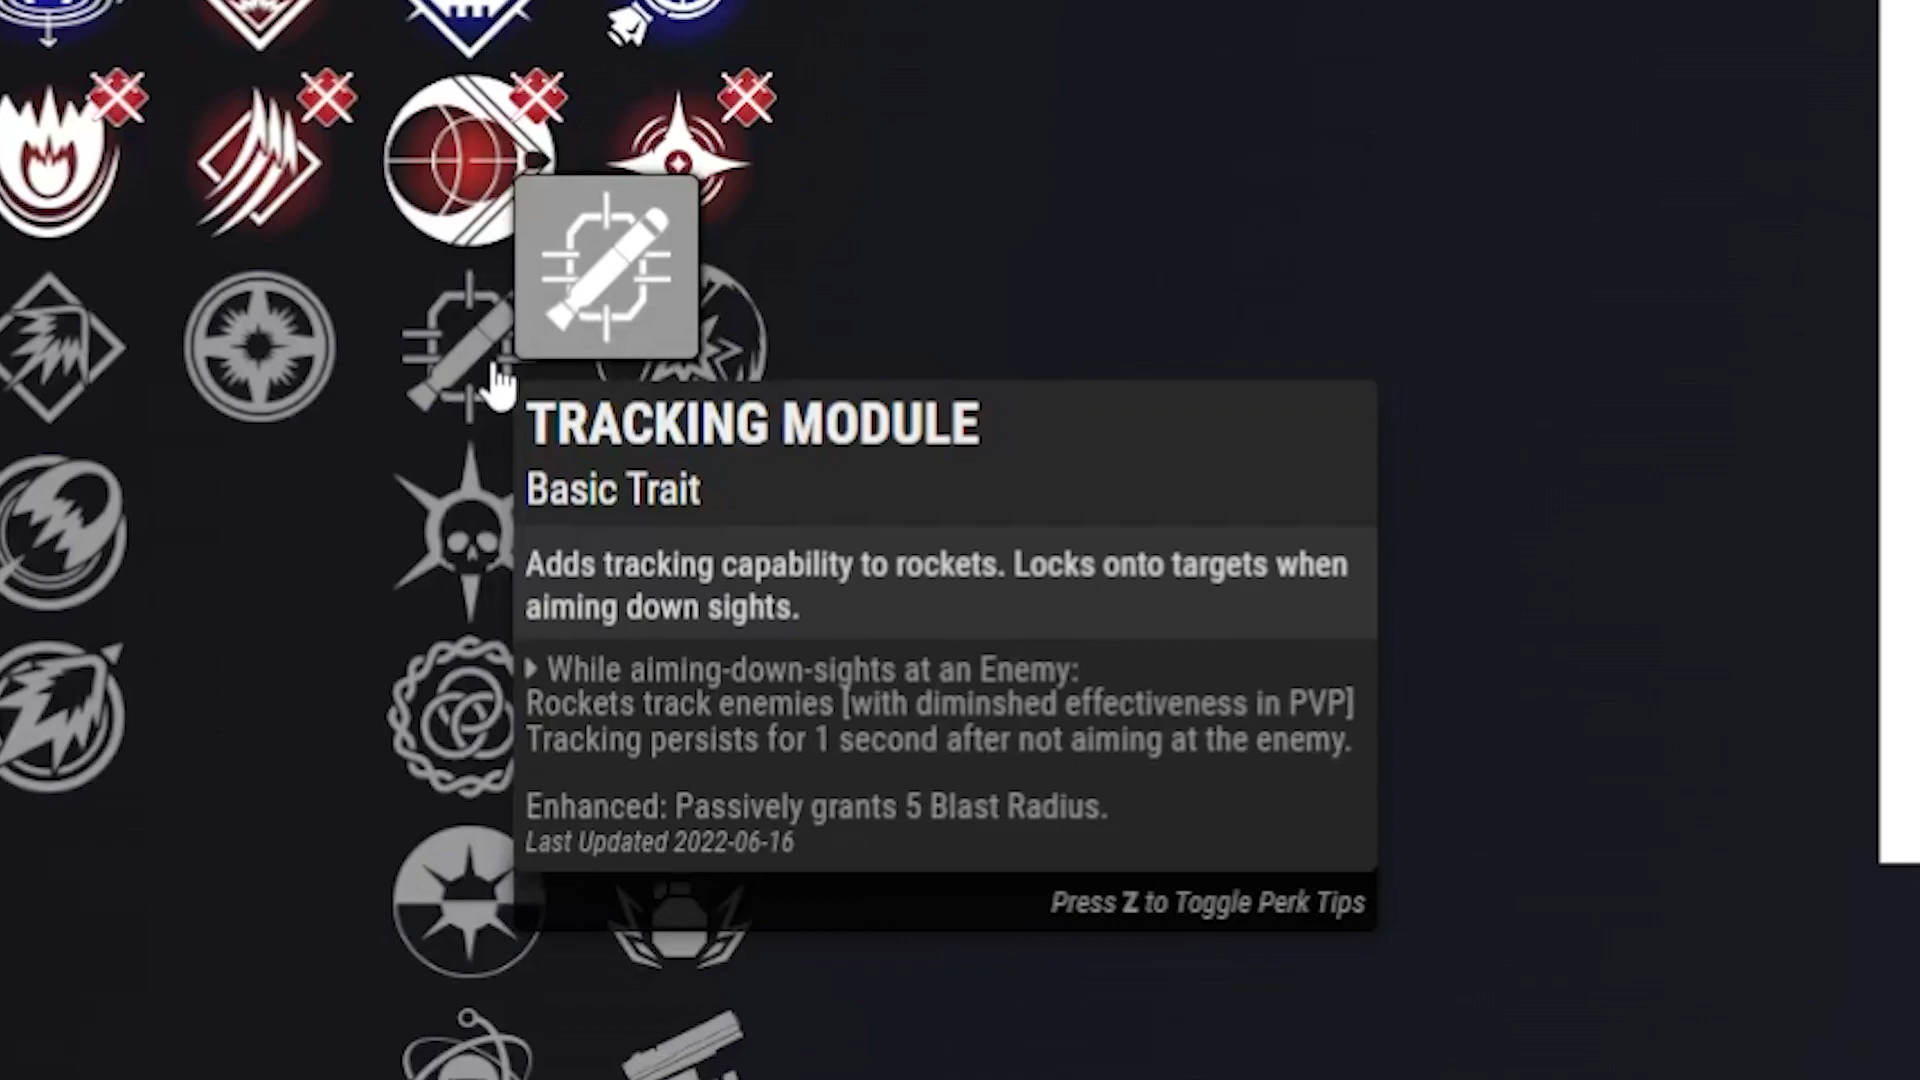 TRACKING MODULE
Basic Trait
Adds tracking capability to rockets. Locks onto targets when
aiming down sights.
While aiming-down-sights at an Enemy:
Rockets track enemies [with diminshed effectiveness in PVP]
Tracking persists for 1 second after not aiming at the enemy.
Enhanced: Passively grants 5 Blast Radius.
Last Updated 2022-06-16
Press Z to Toggle Perk Tips